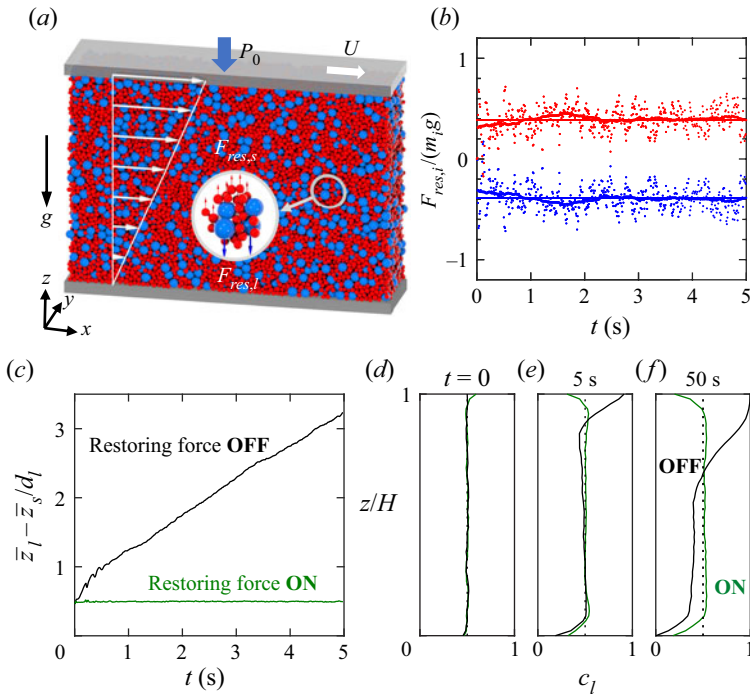 (a)
P0
U
Fres,s
Fres,l
g
z
y
x
(b)
Fres,i/(mig)
1
0
−1
0 1 2 3 4 5
t (s)
(c)
z̅l − z̅s/dl
3
2
1
0
Restoring force OFF
Restoring force ON
0 1 2 3 4 5
t (s)
(d) (e) (f)
t = 0 5 s 50 s
1
z/H
0
OFF
ON
0 1 0 1 0 1
cl